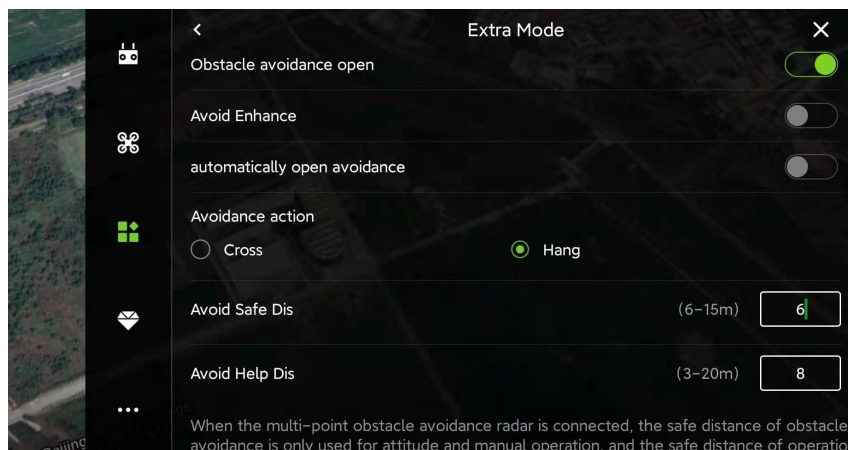 Extra Mode
Obstacle avoidance open
Avoid Enhance
automatically open avoidance
Avoidance action
Cross Hang
Avoid Safe Dis (6-15m) 6
Avoid Help Dis (3-20m) 8
When the multi-point obstacle avoidance radar is connected, the safe distance of obstacle
avoidance is only used for attitude and manual operation, and the safe distance of operatio
Beijing